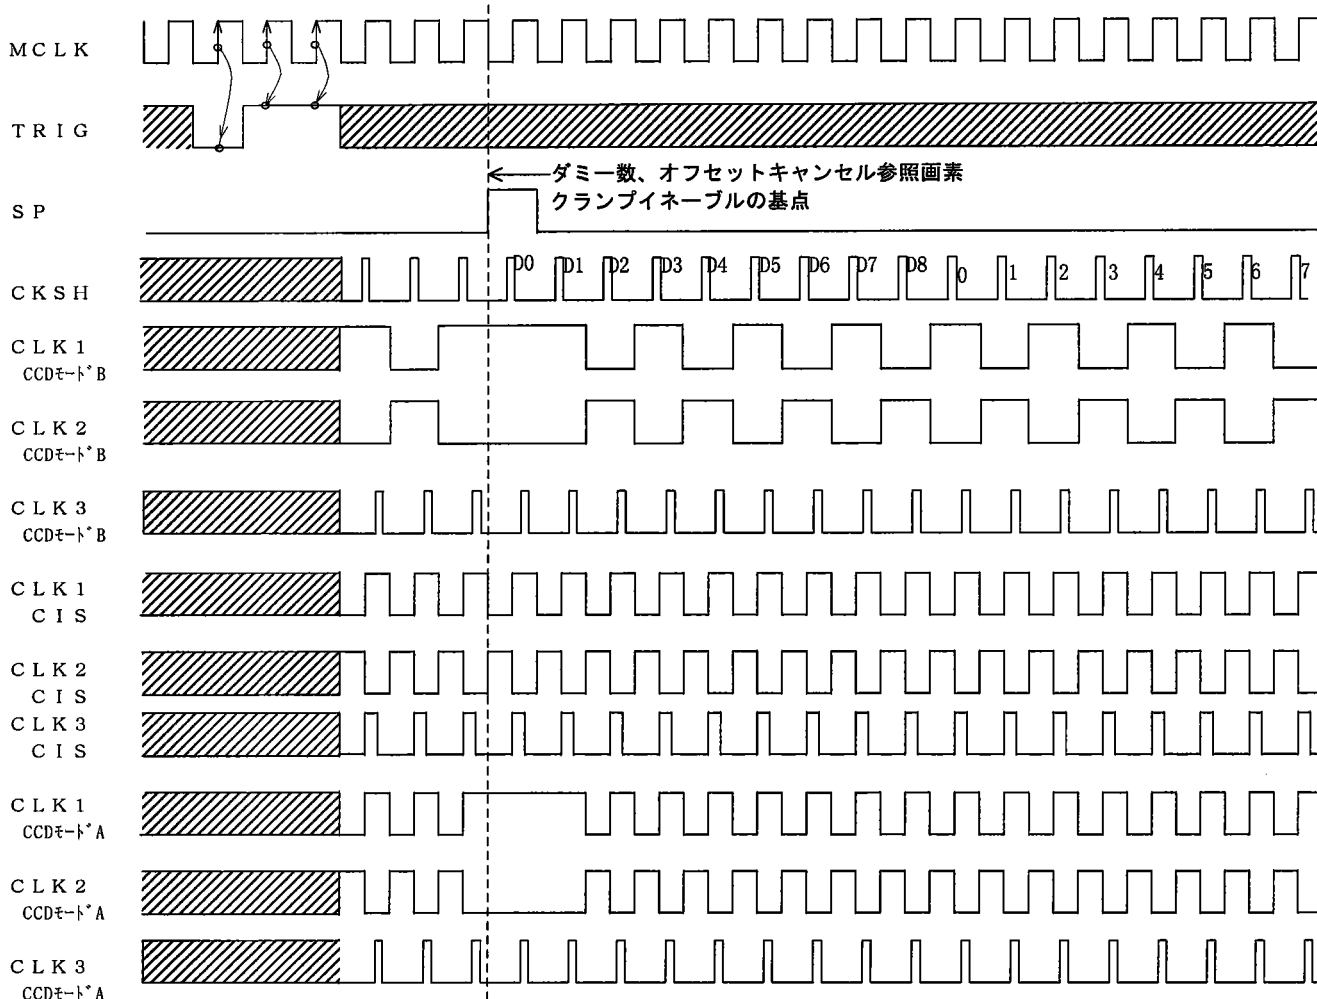 MCLK
TRIG
ダミー数、オフセットキャンセル参照画素
クランプイネーブルの基点
SP
CKSH D0 D1 D2 D3 D4 D5 D6 D7 D8 0 1 2 3 4 5 6 7
CLK1
CCDﾓｰﾄﾞB
CLK2
CCDﾓｰﾄﾞB
CLK3
CCDﾓｰﾄﾞB
CLK1
CIS
CLK2
CIS
CLK3
CIS
CLK1
CCDﾓｰﾄﾞA
CLK2
CCDﾓｰﾄﾞA
CLK3
CCDﾓｰﾄﾞA